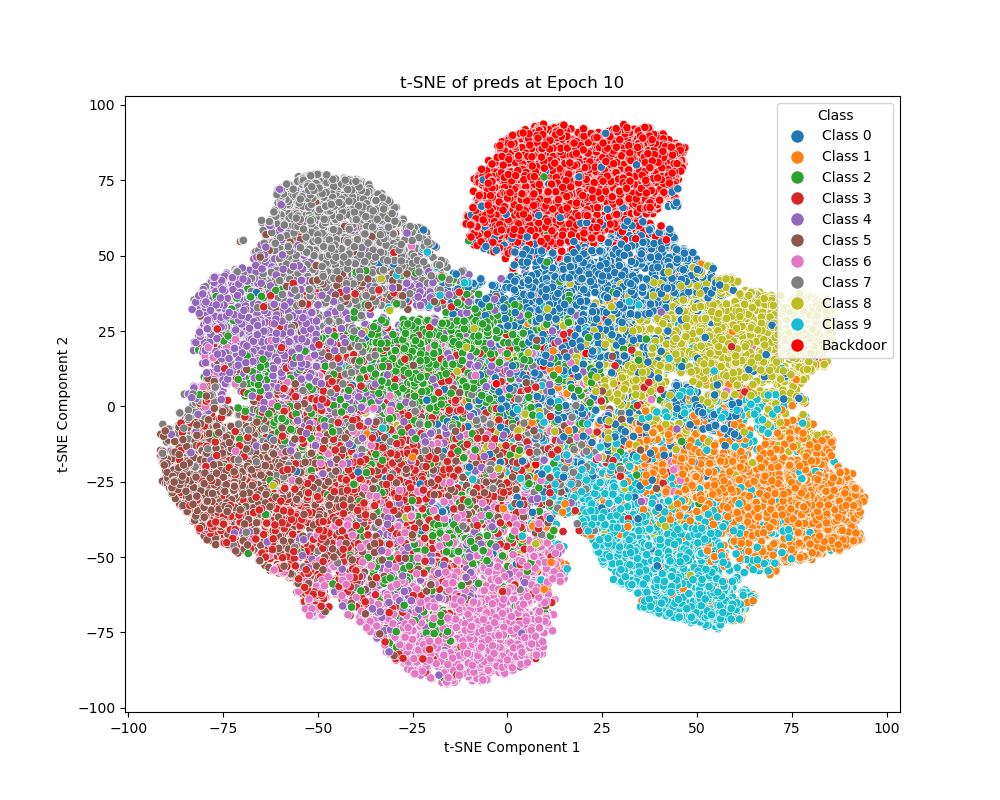 t-SNE of preds at Epoch 10
t-SNE Component 2
100
75
50
25
0
−25
−50
−75
−100
−100
−75
−50
−25
0
25
50
75
100
t-SNE Component 1
Class
Class 0
Class 1
Class 2
Class 3
Class 4
Class 5
Class 6
Class 7
Class 8
Class 9
Backdoor